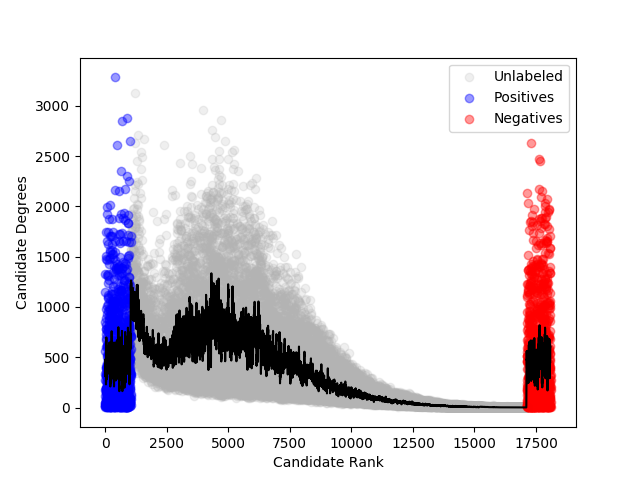 Unlabeled
Positives
Negatives
3000
2500
2000
1500
1000
500
0
Candidate Degrees
0 2500 5000 7500 10000 12500 15000 17500
Candidate Rank